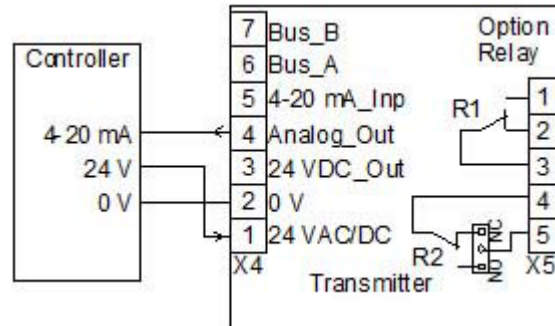 Controller
4-20 mA
24 V
0 V
7 Bus_B
6 Bus_A
5 4-20 mA_Inp
4 Analog_Out
3 24 VDC_Out
2 0 V
1 24 VAC/DC
X4
Transmitter
Option
Relay
R1
R2
1
2
3
4
5
X5
NC
NO